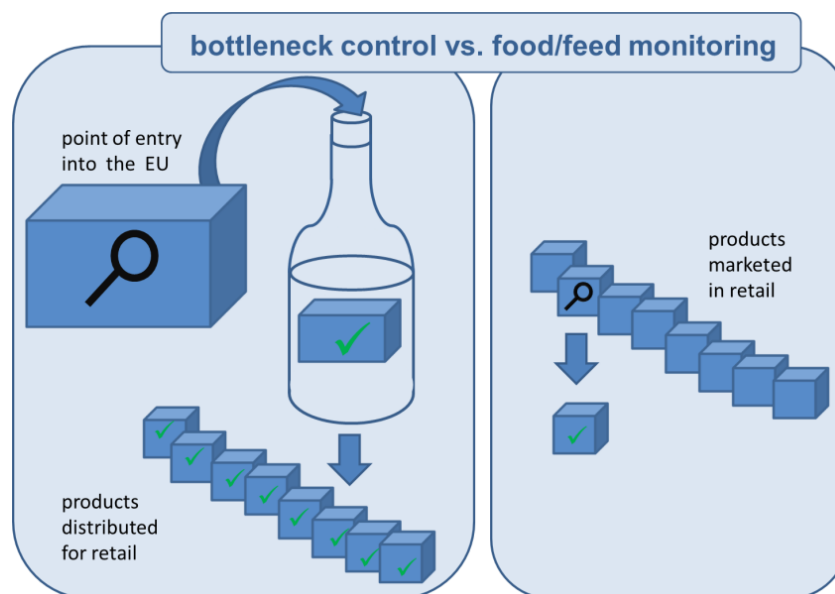 bottleneck control vs. food/feed monitoring
point of entry
into the EU
products
distributed
for retail
products
marketed
in retail